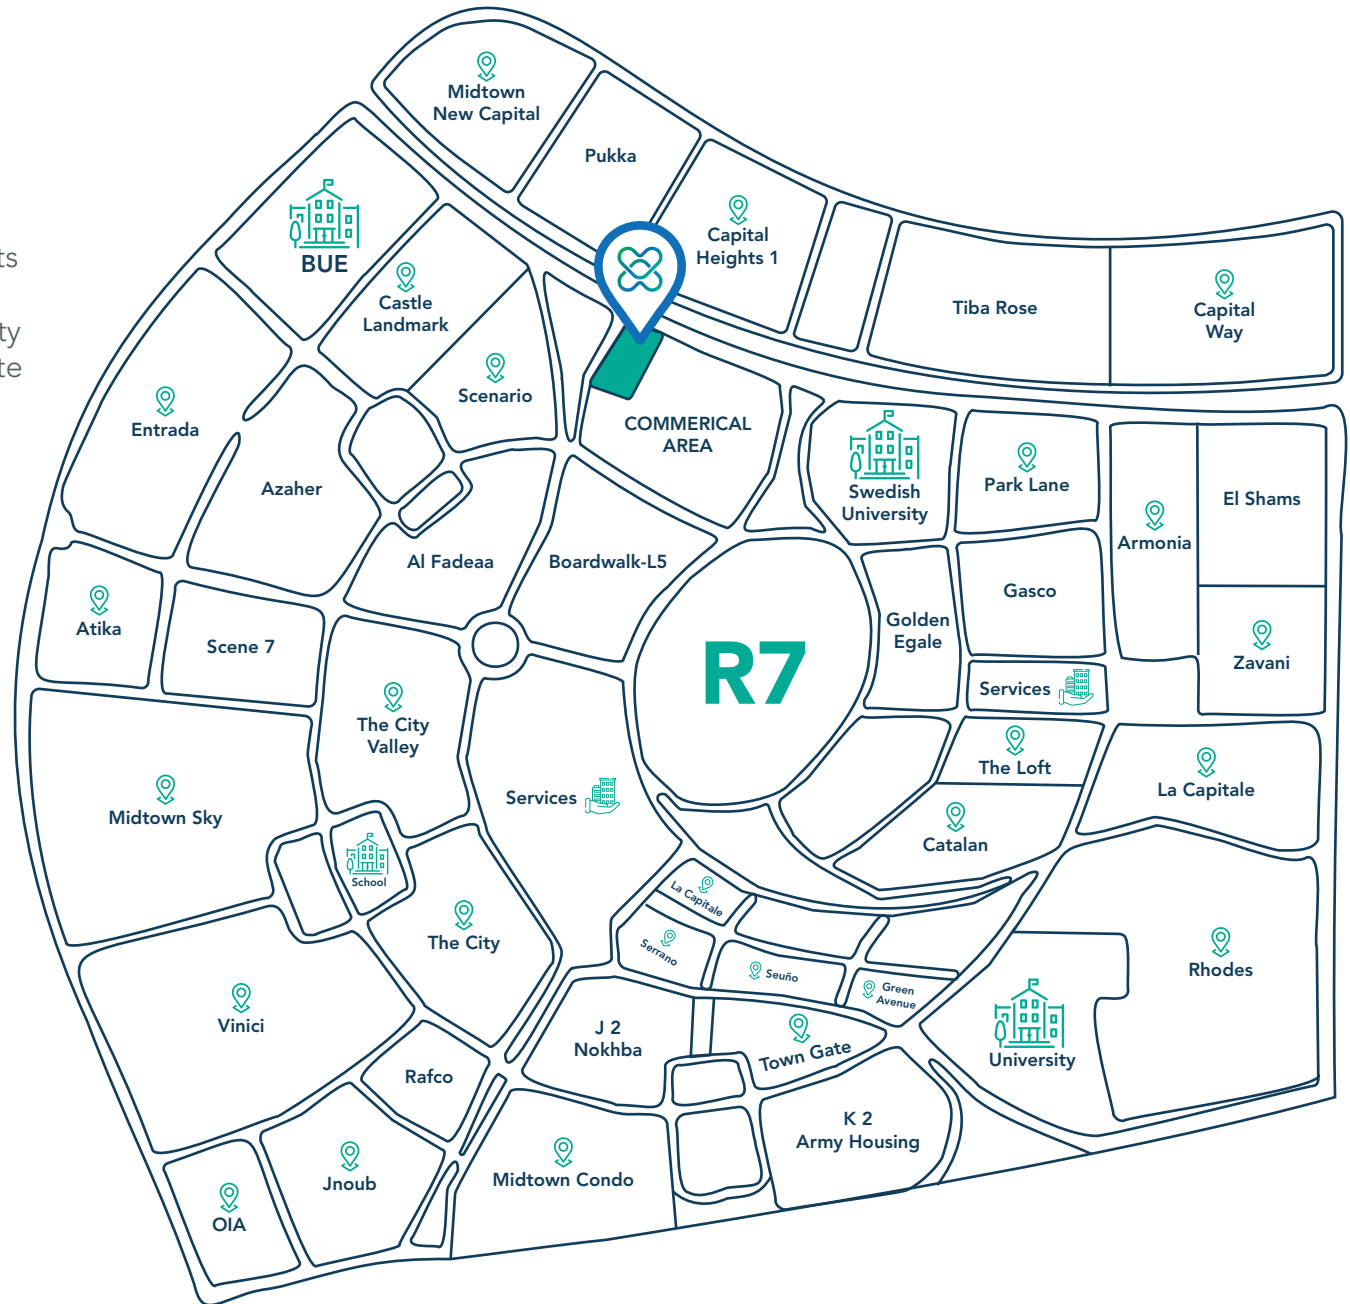 Midtown
New Capital
Pukka
Capital
Heights 1
BUE
ts
ty
te
Castle
Landmark
Tiba Rose
Capital
Way
Scenario
Entrada
COMMERICAL
AREA
Azaher
Swedish
University
Park Lane
El Shams
Armonia
Al Fadeaa
Boardwalk-L5
Gasco
Golden
Egale
Atika
Scene 7
R7
Zavani
Services
The City
Valley
The Loft
La Capitale
Midtown Sky
Services
Catalan
School
La Capitale
The City
Serrano
Seuño
Green
Avenue
Rhodes
Vinici
J 2
Nokhba
Town Gate
University
Rafco
K 2
Army Housing
Jnoub
Midtown Condo
OIA